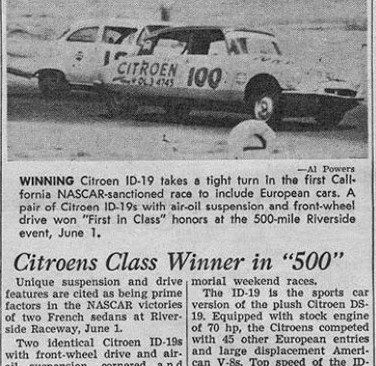 CITROEN
DL3 4745
100
—Al Powers
WINNING Citroen ID-19 takes a tight turn in the first Cali-
fornia NASCAR-sanctioned race to include European cars. A
pair of Citroen ID-19s with air-oil suspension and front-wheel
drive won "First in Class" honors at the 500-mile Riverside
event, June 1.
Citroens Class Winner in "500"
Unique suspension and drive
features are cited as being prime
factors in the NASCAR victories
of two French sedans at River-
side Raceway, June 1.
Two identical Citroen ID-19s
with front-wheel drive and air-
oil suspension cornered and
morial weekend races.
The ID-19 is the sports car
version of the plush Citroen DS-
19. Equipped with stock engine
of 70 hp, the Citroens competed
with 45 other European entries
and large displacement Ameri-
can V-8s. Top speed of the ID-